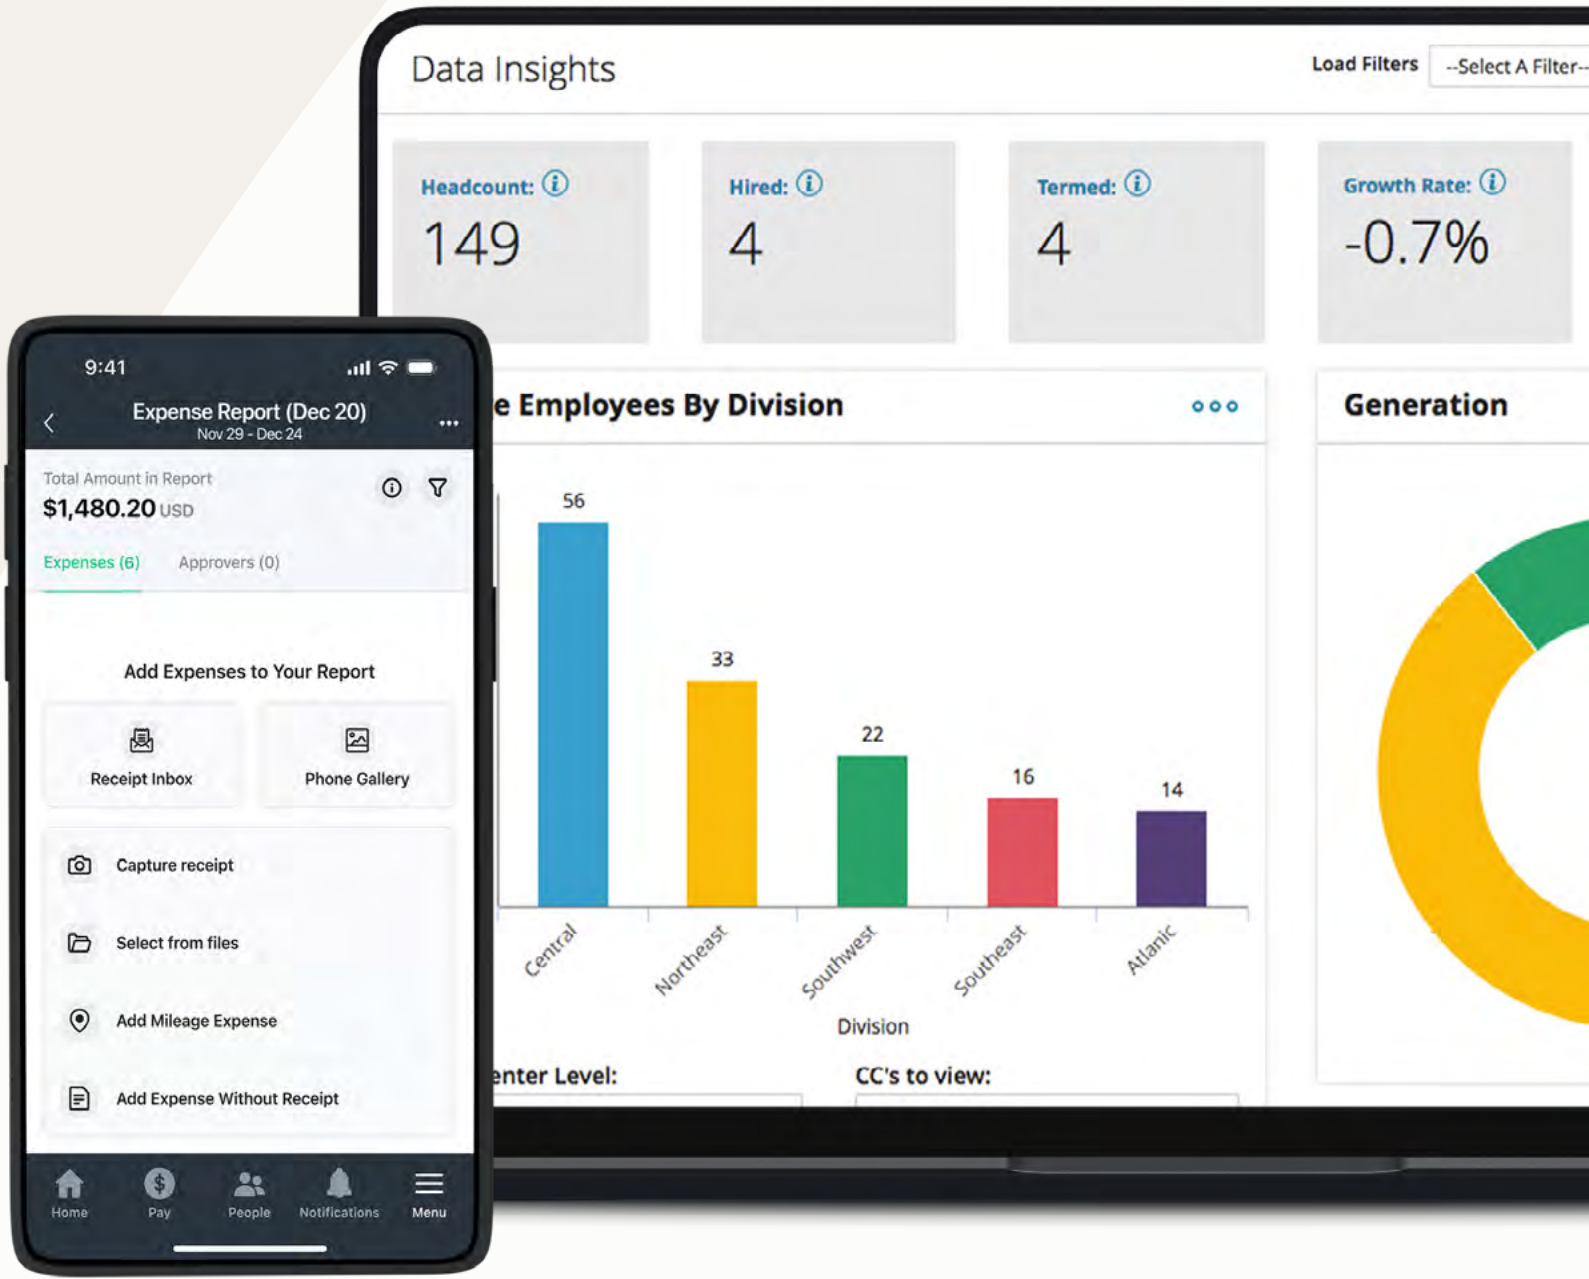 Data Insights
Load Filters
--Select A Filter--
Headcount:
149
Hired:
4
Termed:
4
Growth Rate:
-0.7%
e Employees By Division
Generation
56
33
22
16
14
Central
Northeast
Southwest
Southeast
Atlanic
Division
enter Level:
CC's to view:
9:41
Expense Report (Dec 20)
Nov 29 - Dec 24
Total Amount in Report
$1,480.20 USD
Expenses (6)
Approvers (0)
Add Expenses to Your Report
Receipt Inbox
Phone Gallery
Capture receipt
Select from files
Add Mileage Expense
Add Expense Without Receipt
Home
Pay
People
Notifications
Menu